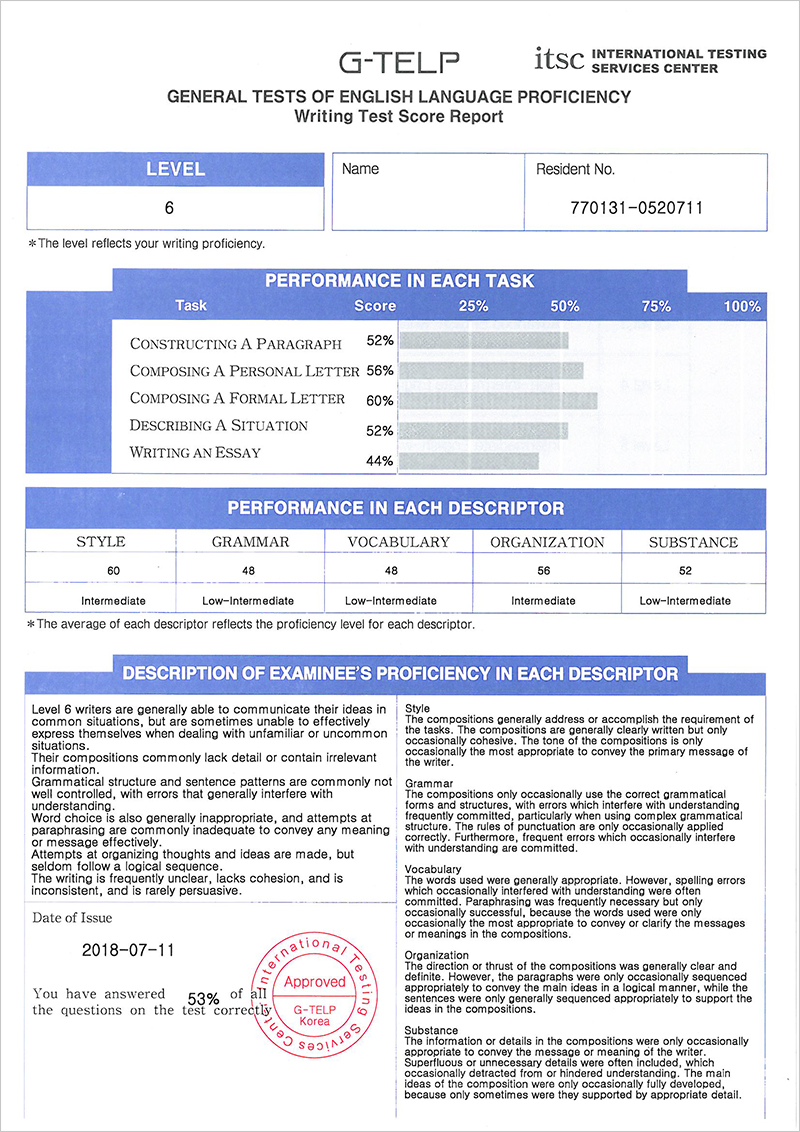 G-TELP
itsc INTERNATIONAL TESTING
SERVICES CENTER
GENERAL TESTS OF ENGLISH LANGUAGE PROFICIENCY
Writing Test Score Report
LEVEL
6
Name
Resident No.
770131-0520711
*The level reflects your writing proficiency.
PERFORMANCE IN EACH TASK
Task Score 25% 50% 75% 100%
CONSTRUCTING A PARAGRAPH 52%
COMPOSING A PERSONAL LETTER 56%
COMPOSING A FORMAL LETTER 60%
DESCRIBING A SITUATION 52%
WRITING AN ESSAY 44%
PERFORMANCE IN EACH DESCRIPTOR
STYLE GRAMMAR VOCABULARY ORGANIZATION SUBSTANCE
60 48 48 56 52
Intermediate Low-Intermediate Low-Intermediate Intermediate Low-Intermediate
*The average of each descriptor reflects the proficiency level for each descriptor.
DESCRIPTION OF EXAMINEE'S PROFICIENCY IN EACH DESCRIPTOR
Level 6 writers are generally able to communicate their ideas in
common situations, but are sometimes unable to effectively
express themselves when dealing with unfamiliar or uncommon
situations.
Their compositions commonly lack detail or contain irrelevant
information.
Grammatical structure and sentence patterns are commonly not
well controlled, with errors that generally interfere with
understanding.
Word choice is also generally inappropriate, and attempts at
paraphrasing are commonly inadequate to convey any meaning
or message effectively.
Attempts at organizing thoughts and ideas are made, but
seldom follow a logical sequence.
The writing is frequently unclear, lacks cohesion, and is
inconsistent, and is rarely persuasive.
Date of Issue
2018-07-11
You have answered 53% of all
the questions on the test correctly
International Testing Services Center
Approved
G-TELP
Korea
Style
The compositions generally address or accomplish the requirement of
the tasks. The compositions are generally clearly written but only
occasionally cohesive. The tone of the compositions is only
occasionally the most appropriate to convey the primary message of
the writer.
Grammar
The compositions only occasionally use the correct grammatical
forms and structures, with errors which interfere with understanding
frequently committed, particularly when using complex grammatical
structure. The rules of punctuation are only occasionally applied
correctly. Furthermore, frequent errors which occasionally interfere
with understanding are committed.
Vocabulary
The words used were generally appropriate. However, spelling errors
which occasionally interfered with understanding were often
committed. Paraphrasing was frequently necessary but only
occasionally successful, because the words used were only
occasionally the most appropriate to convey or clarify the messages
or meanings in the compositions.
Organization
The direction or thrust of the compositions was generally clear and
definite. However, the paragraphs were only occasionally sequenced
appropriately to convey the main ideas in a logical manner, while the
sentences were only generally sequenced appropriately to support the
ideas in the compositions.
Substance
The information or details in the compositions were only occasionally
appropriate to convey the message or meaning of the writer.
Superfluous or unnecessary details were often included, which
occasionally detracted from or hindered understanding. The main
ideas of the composition were only occasionally fully developed,
because only sometimes were they supported by appropriate detail.